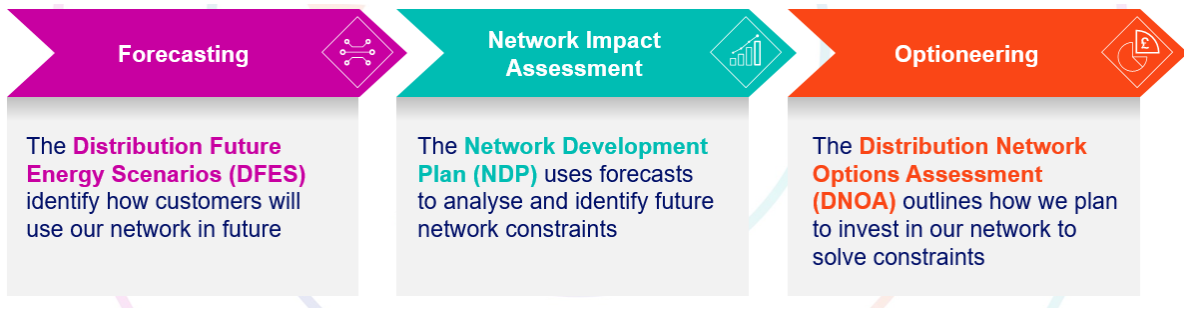 Forecasting
The Distribution Future
Energy Scenarios (DFES)
identify how customers will
use our network in future
Network Impact
Assessment
The Network Development
Plan (NDP) uses forecasts
to analyse and identify future
network constraints
Optioneering
£
The Distribution Network
Options Assessment
(DNOA) outlines how we plan
to invest in our network to
solve constraints